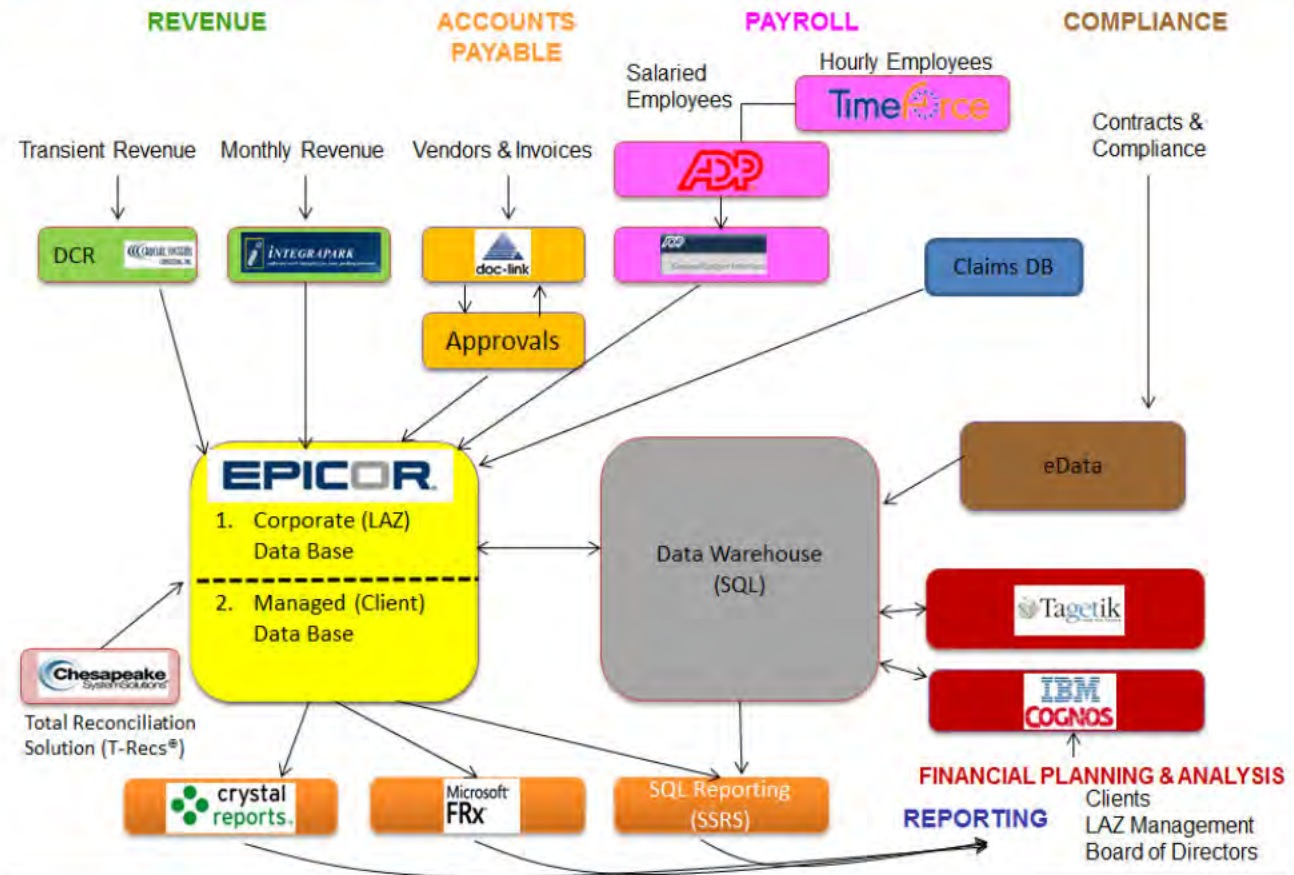 REVENUE
ACCOUNTS
PAYABLE
PAYROLL
COMPLIANCE
Hourly Employees
Salaried
Employees
TimeForce
Contracts &
Compliance
Transient Revenue
Monthly Revenue
Vendors & Invoices
ADP
DCR
INTEGRAPARK
doc-link
ADP
Claims DB
Approvals
EPICOR
1. Corporate (LAZ)
Data Base
2. Managed (Client)
Data Base
Data Warehouse
(SQL)
eData
Tagetik
IBM
COGNOS
Chesapeake
System Solutions
Total Reconciliation
Solution (T-Recs®)
crystal
reports
Microsoft
FRx
SQL Reporting
(SSRS)
FINANCIAL PLANNING & ANALYSIS
REPORTING
Clients
LAZ Management
Board of Directors